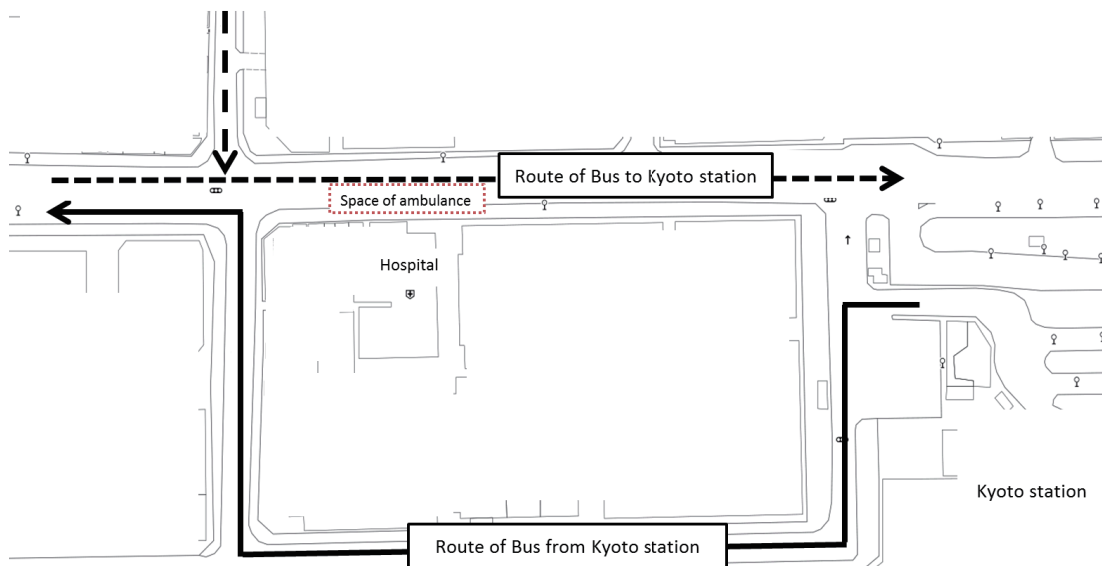 Route of Bus to Kyoto station
Space of ambulance
Hospital
Kyoto station
Route of Bus from Kyoto station